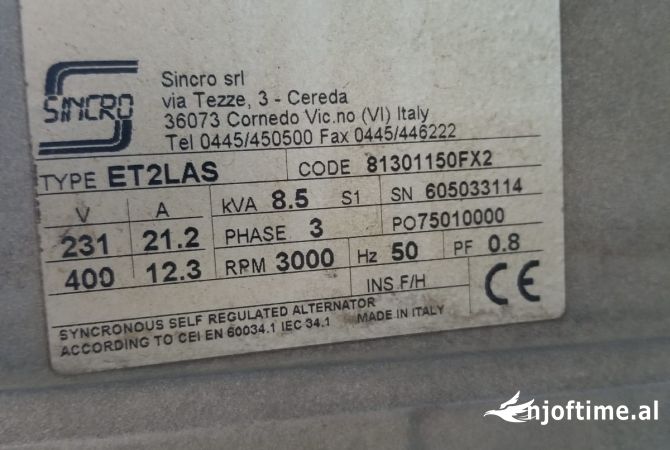 SINCRO
Sincro srl
via Tezze, 3 - Cereda
36073 Cornedo Vic.no (VI) Italy
Tel 0445/450500 Fax 0445/446222
TYPE ET2LAS CODE 81301150FX2
V A KVA 8.5 S1 SN 605033114
231 21.2 PHASE 3 PO75010000
400 12.3 RPM 3000 Hz 50 PF 0.8
INS F/H CE
SYNCRONOUS SELF REGULATED ALTERNATOR
ACCORDING TO CEI EN 60034.1 IEC 34.1 MADE IN ITALY
njoftime.al